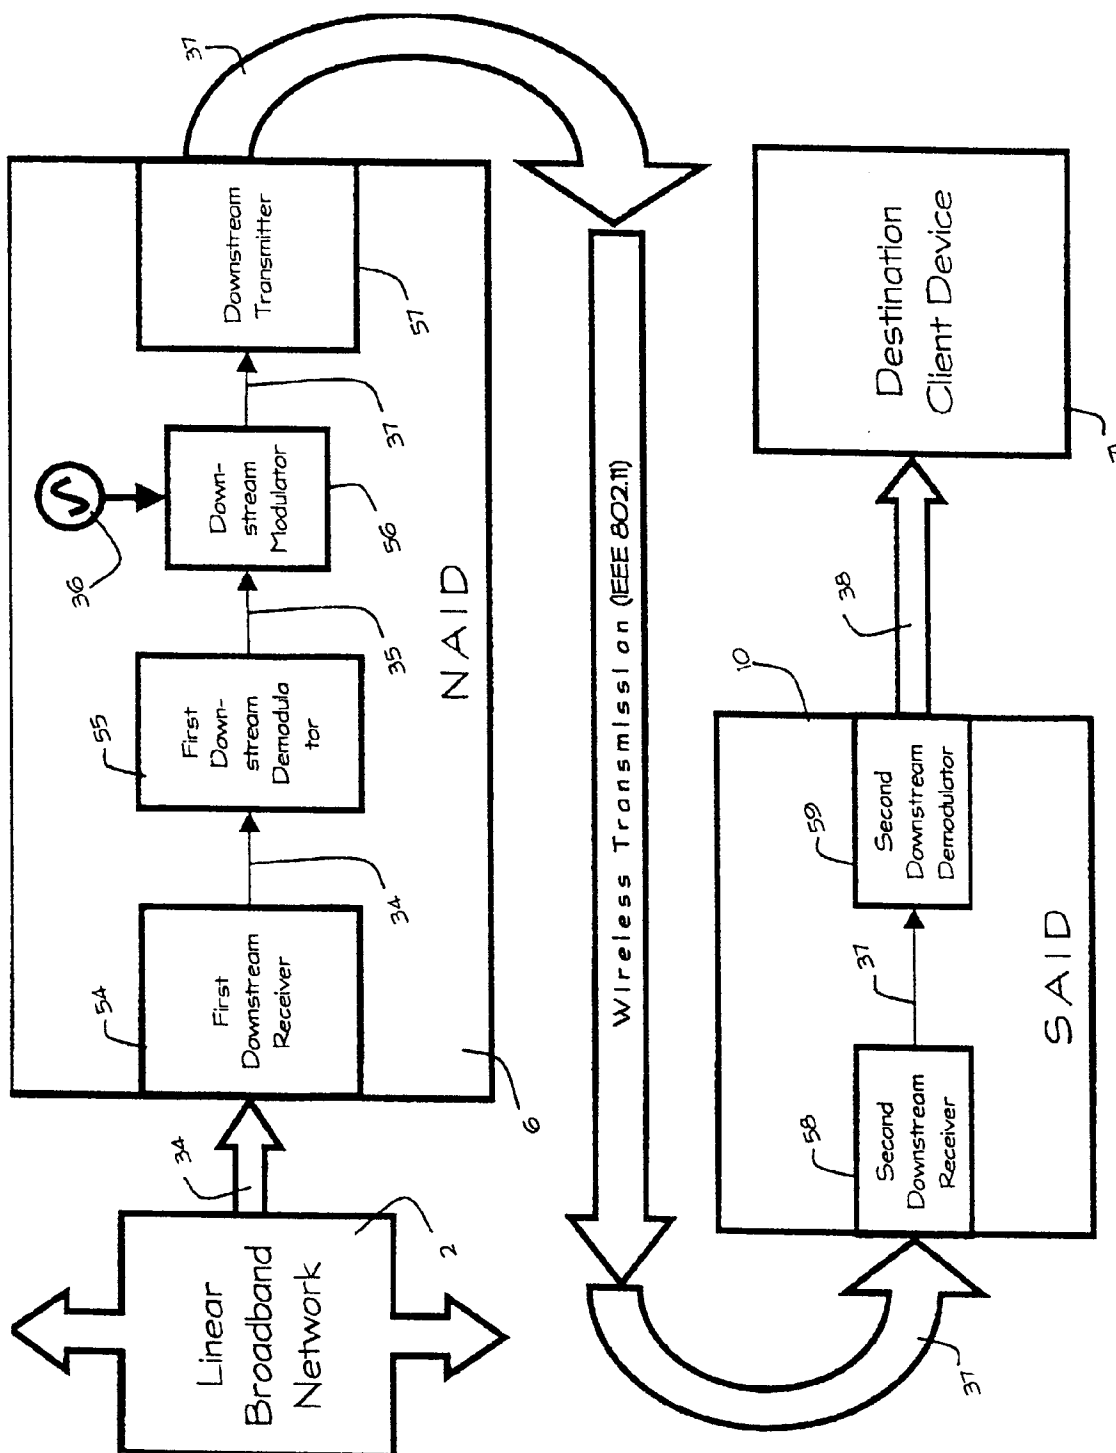 Linear
Broadband
Network
2
34
First
Downstream
Receiver
54
34
First
Down-
stream
Demodula
tor
55
35
Down-
stream
Modulator
56
36
37
Downstream
Transmitter
57
NAID
6
37
Wireless Transmission (IEEE 802.11)
37
Second
Downstream
Receiver
58
37
Second
Downstream
Demodulator
59
SAID
10
38
Destination
Client Device